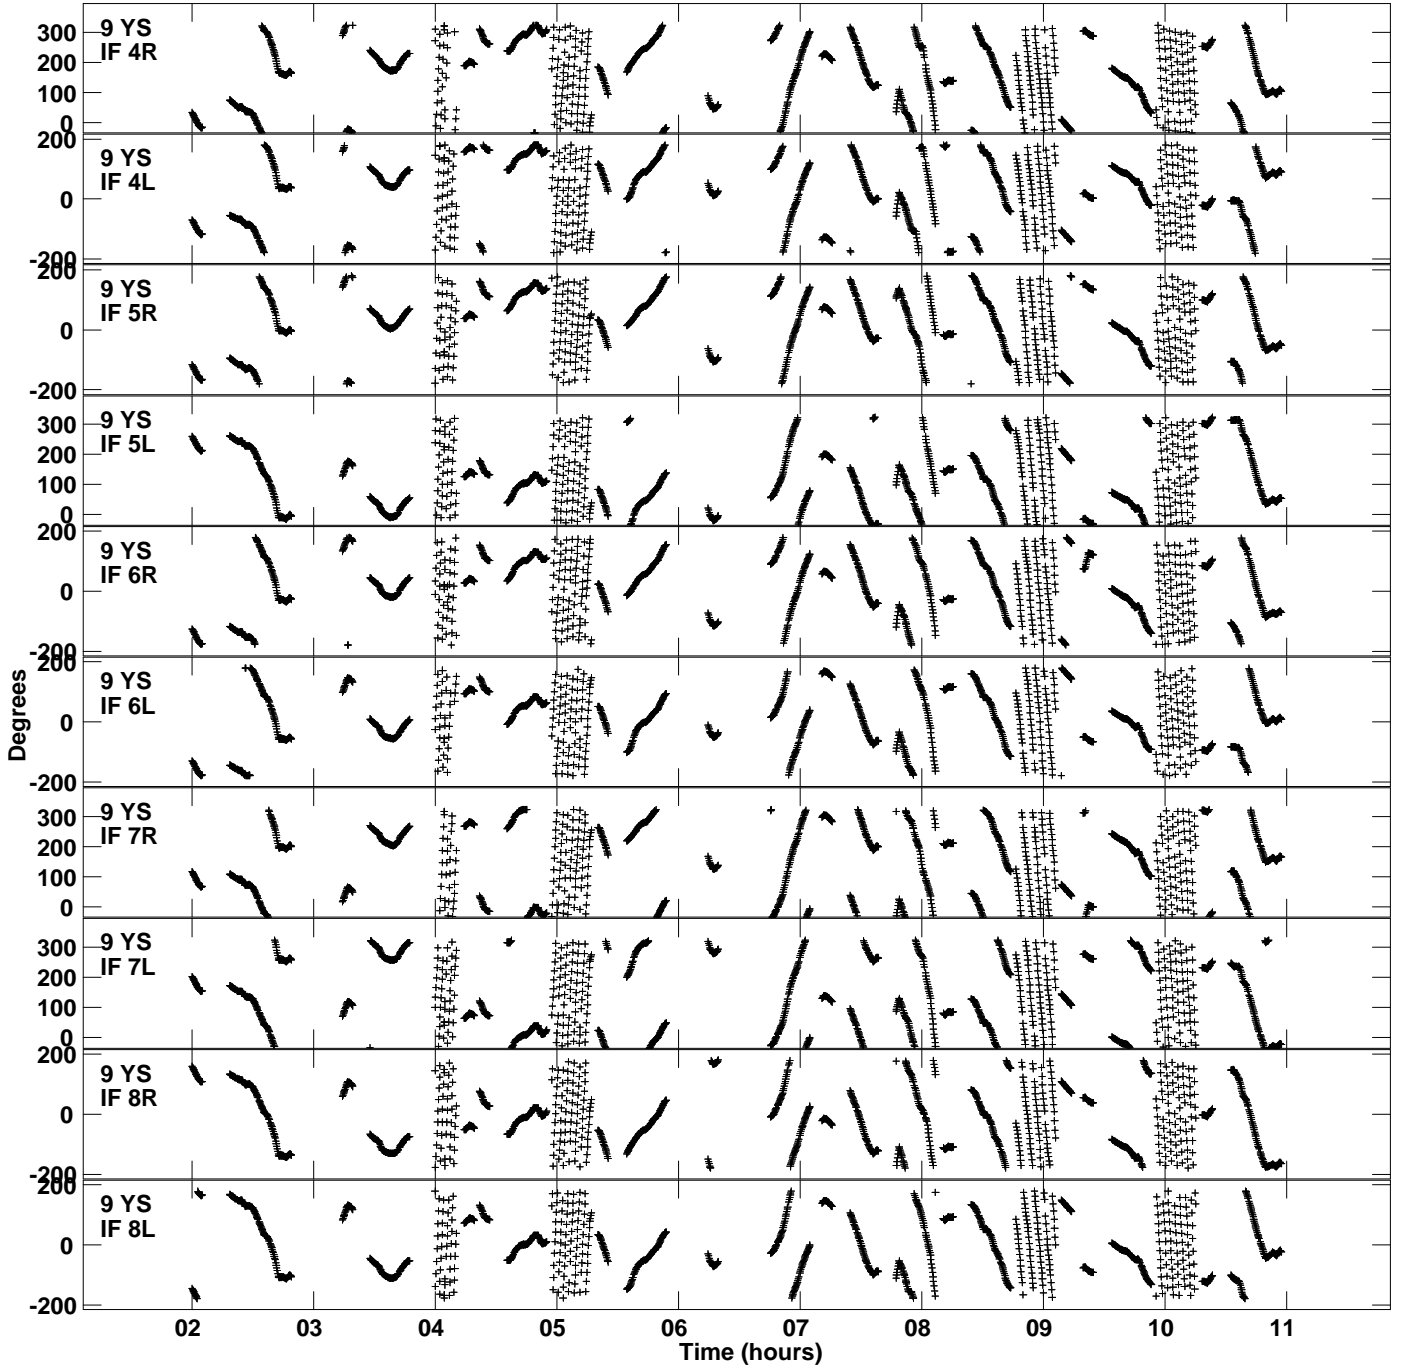 9 YS
IF 4R
300
200
100
0
9 YS
IF 4L
200
0
-200
9 YS
IF 5R
200
0
-200
9 YS
IF 5L
300
200
100
0
9 YS
IF 6R
200
0
-200
9 YS
IF 6L
200
0
-200
9 YS
IF 7R
300
200
100
0
9 YS
IF 7L
300
200
100
0
9 YS
IF 8R
200
0
-200
9 YS
IF 8L
200
0
-200
Degrees
02 03 04 05 06 07 08 09 10 11
Time (hours)